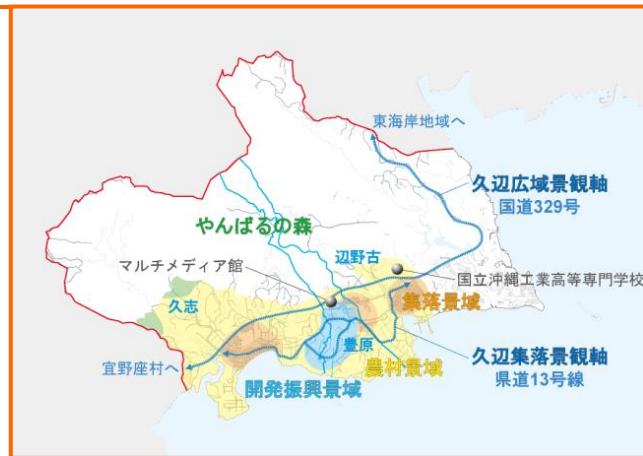 東海岸地域へ
久辺広域景観軸
国道329号
やんばるの森
辺野古
マルチメディア館
国立沖縄工業高等専門学校
久志
集落景域
豊原
久辺集落景観軸
宜野座村へ
農村景域
県道13号線
開発振興景域